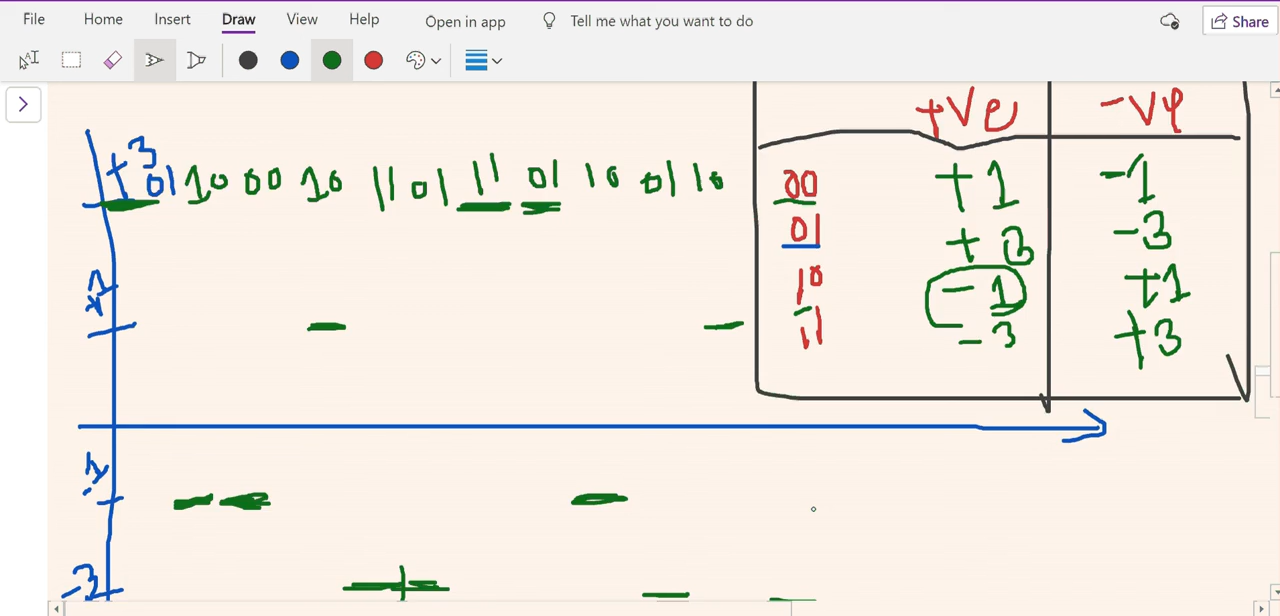 File Home Insert Draw View Help Open in app Tell me what you want to do Share
+ve -ve
+3
01 10 00 10 11 01 11 01 10 01 10
00 +1 -1
01 +3 -3
10 -1 +1
11 -3 +3
-1
-3